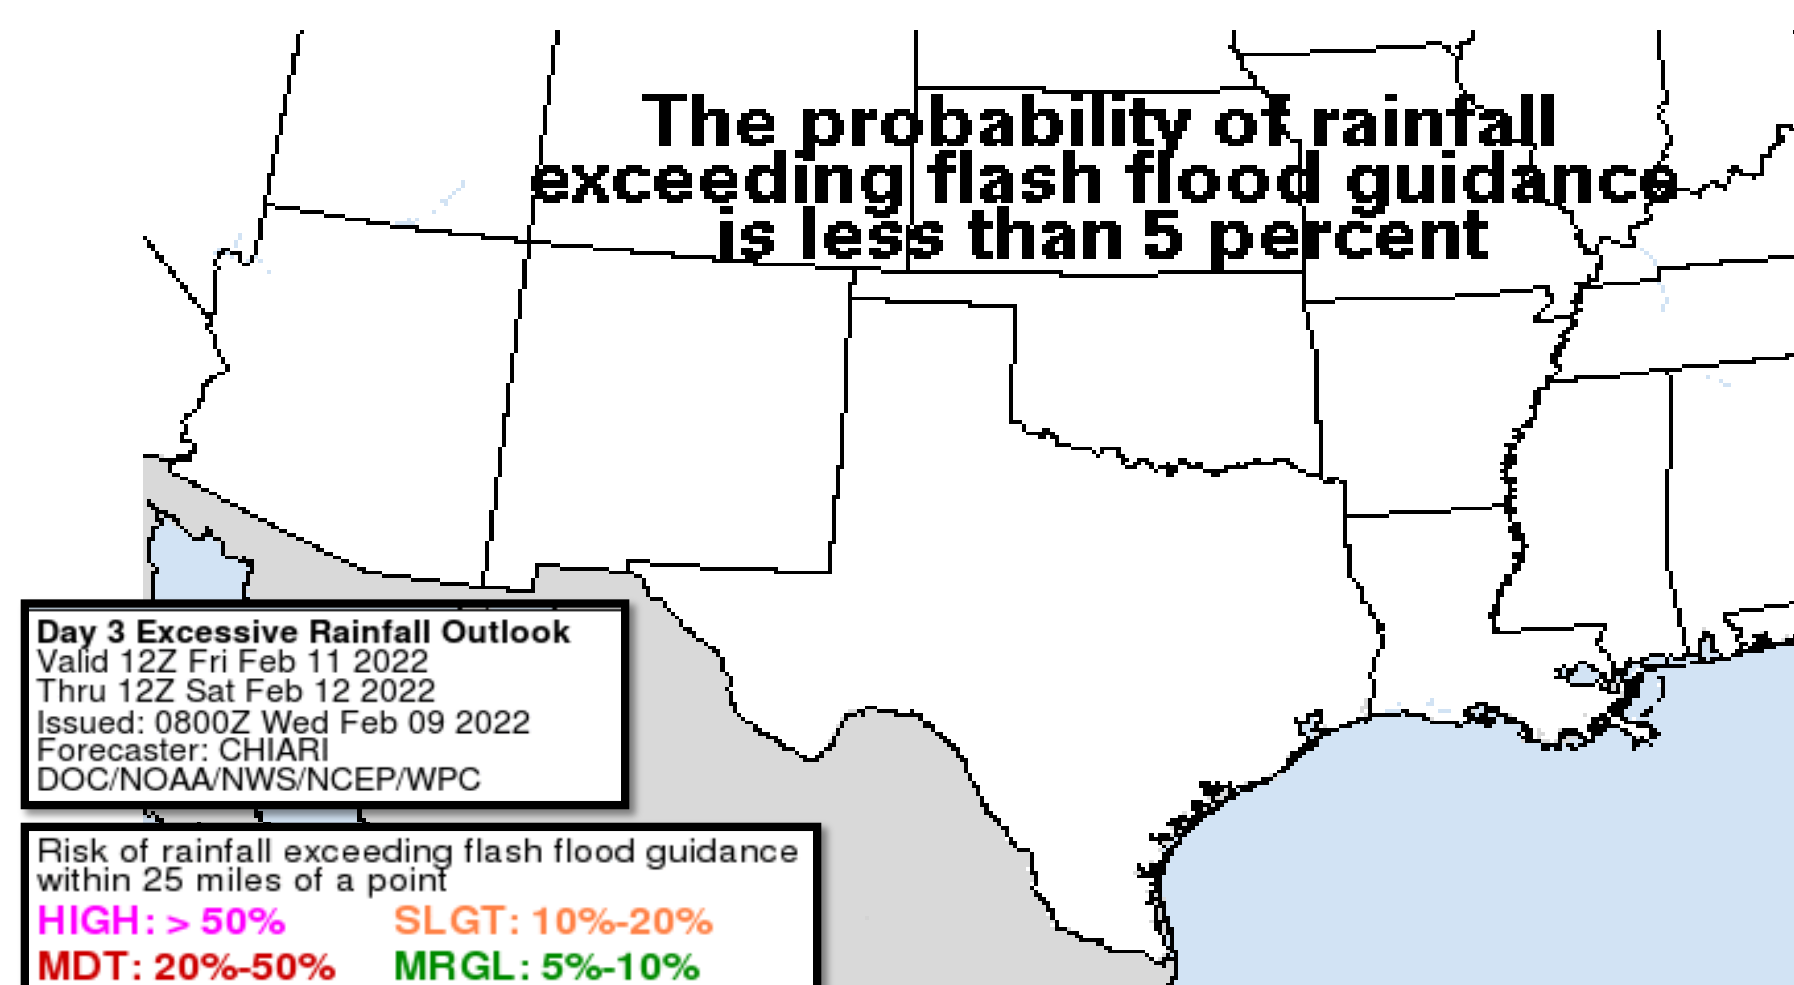 The probability of rainfall
exceeding flash flood guidance
is less than 5 percent
Day 3 Excessive Rainfall Outlook
Valid 12Z Fri Feb 11 2022
Thru 12Z Sat Feb 12 2022
Issued: 0800Z Wed Feb 09 2022
Forecaster: CHIARI
DOC/NOAA/NWS/NCEP/WPC
Risk of rainfall exceeding flash flood guidance
within 25 miles of a point
HIGH: > 50% SLGT: 10%-20%
MDT: 20%-50% MRGL: 5%-10%